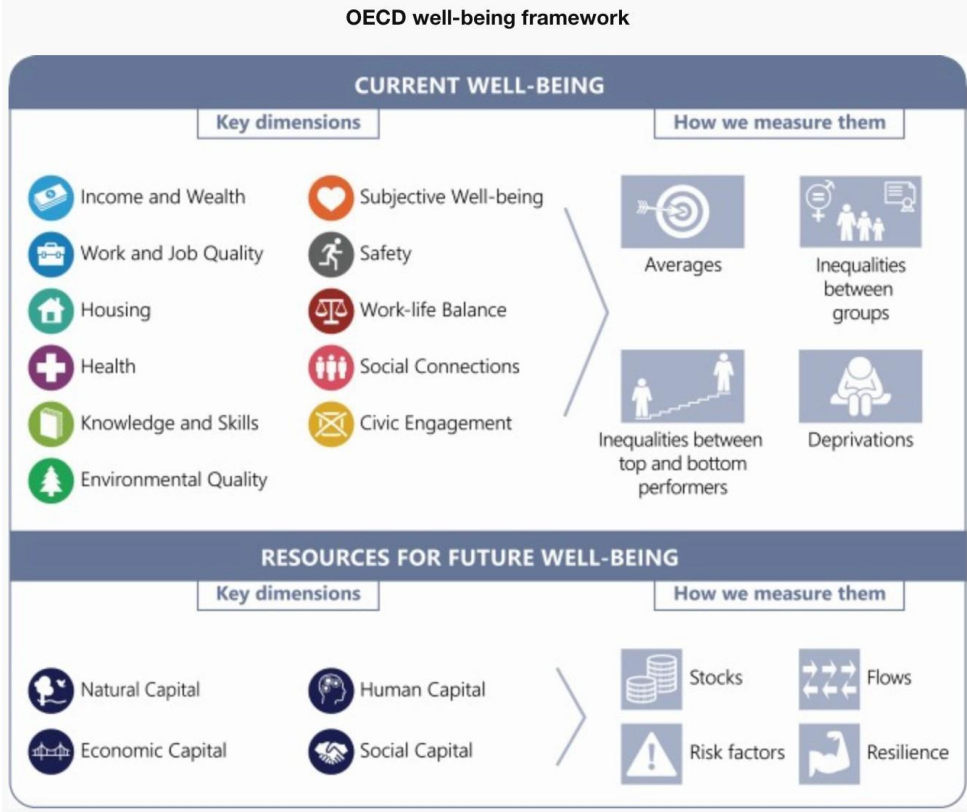 OECD well-being framework
CURRENT WELL-BEING
Key dimensions
How we measure them
Income and Wealth
Work and Job Quality
Housing
Health
Knowledge and Skills
Environmental Quality
Subjective Well-being
Safety
Work-life Balance
Social Connections
Civic Engagement
Averages
Inequalities
between
groups
Inequalities between
top and bottom
performers
Deprivations
RESOURCES FOR FUTURE WELL-BEING
Key dimensions
How we measure them
Natural Capital
Economic Capital
Human Capital
Social Capital
Stocks
Flows
Risk factors
Resilience